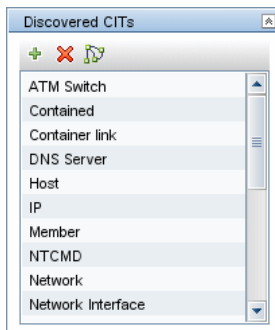 Discovered CITs
ATM Switch
Contained
Container link
DNS Server
Host
IP
Member
NTCMD
Network
Network Interface